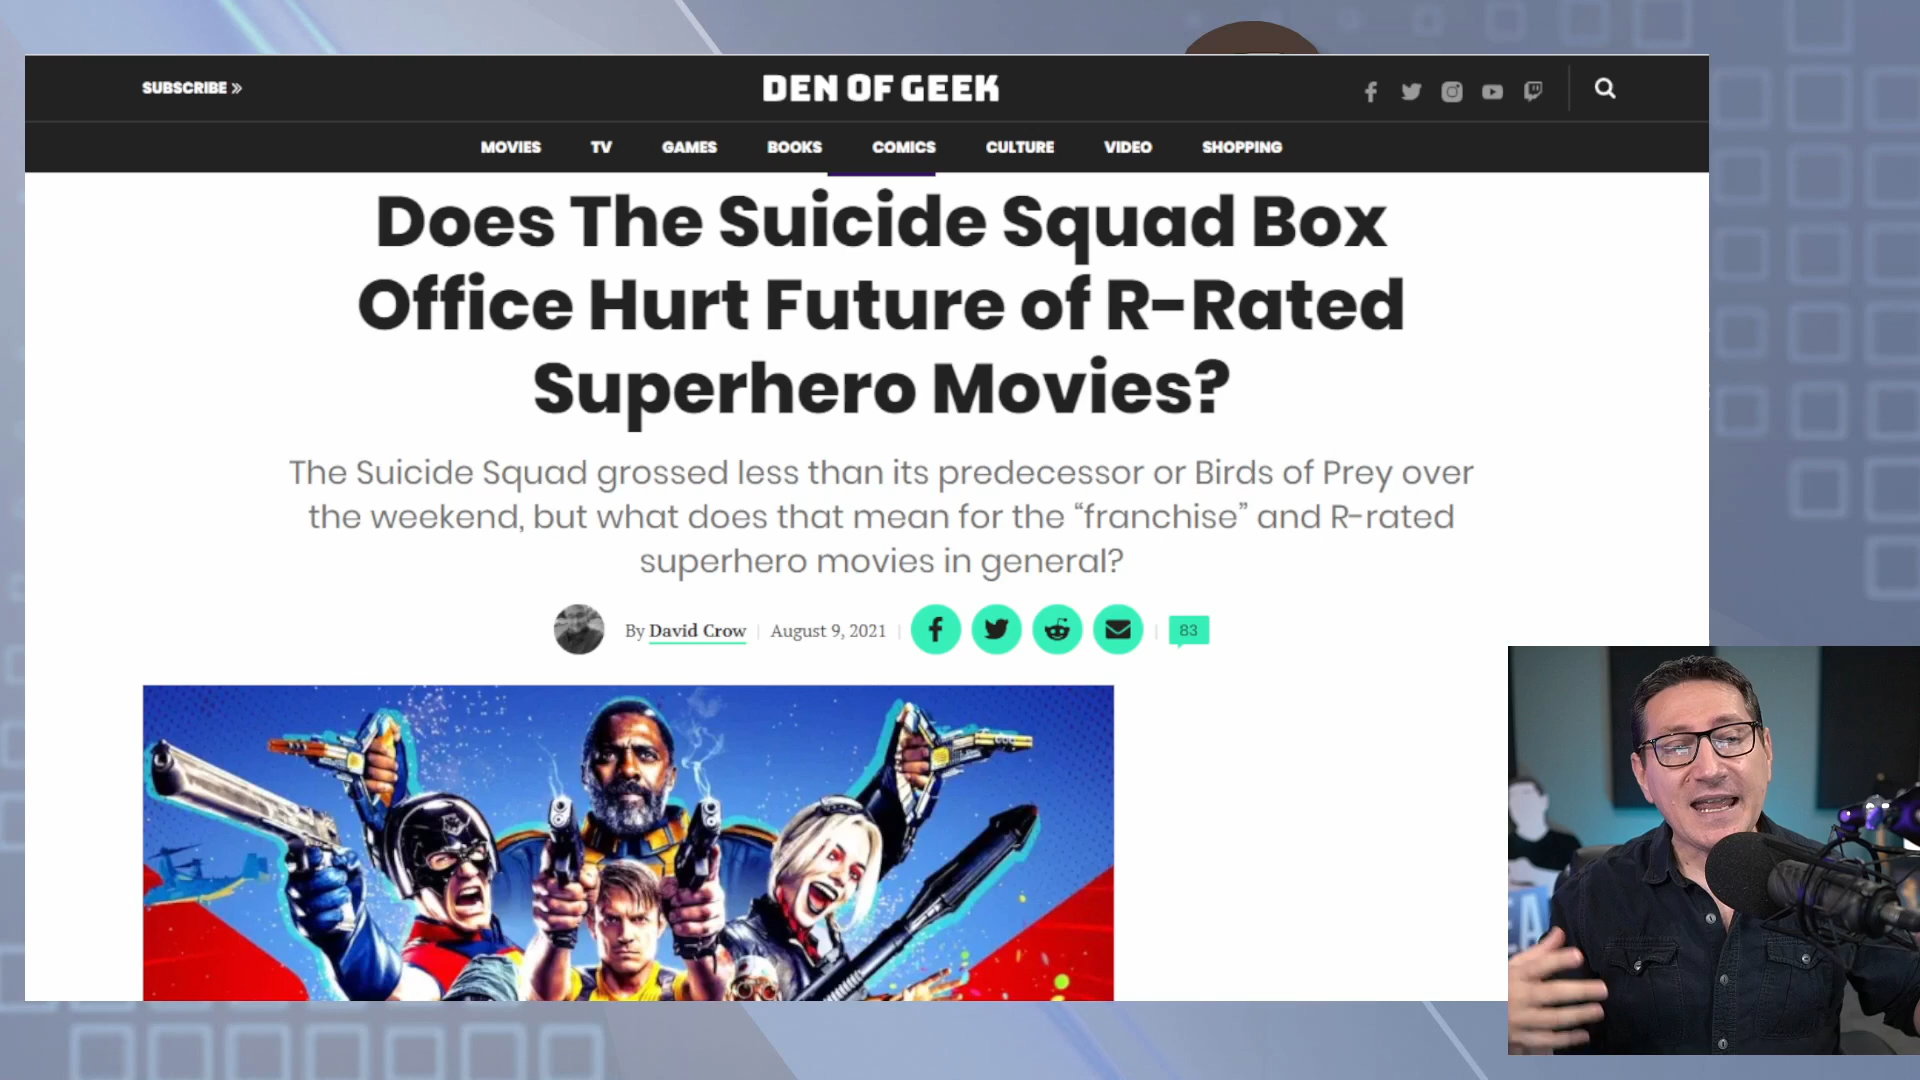 SUBSCRIBE »
DEN OF GEEK
MOVIES TV GAMES BOOKS COMICS CULTURE VIDEO SHOPPING
Does The Suicide Squad Box
Office Hurt Future of R-Rated
Superhero Movies?
The Suicide Squad grossed less than its predecessor or Birds of Prey over
the weekend, but what does that mean for the “franchise” and R-rated
superhero movies in general?
By David Crow | August 9, 2021 | 83